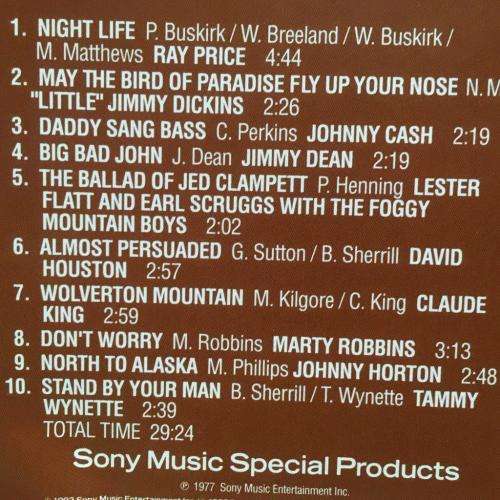 1. NIGHT LIFE P. Buskirk / W. Breeland / W. Buskirk /
M. Matthews RAY PRICE 4:44
2. MAY THE BIRD OF PARADISE FLY UP YOUR NOSE N. M
"LITTLE" JIMMY DICKINS 2:26
3. DADDY SANG BASS C. Perkins JOHNNY CASH 2:19
4. BIG BAD JOHN J. Dean JIMMY DEAN 2:19
5. THE BALLAD OF JED CLAMPETT P. Henning LESTER
FLATT AND EARL SCRUGGS WITH THE FOGGY
MOUNTAIN BOYS 2:02
6. ALMOST PERSUADED G. Sutton / B. Sherrill DAVID
HOUSTON 2:57
7. WOLVERTON MOUNTAIN M. Kilgore / C. King CLAUDE
KING 2:59
8. DON'T WORRY M. Robbins MARTY ROBBINS 3:13
9. NORTH TO ALASKA M. Phillips JOHNNY HORTON 2:48
10. STAND BY YOUR MAN B. Sherrill / T. Wynette TAMMY
WYNETTE 2:39
TOTAL TIME 29:24
Sony Music Special Products
℗ 1977 Sony Music Entertainment Inc.
Sony Music Entertainment